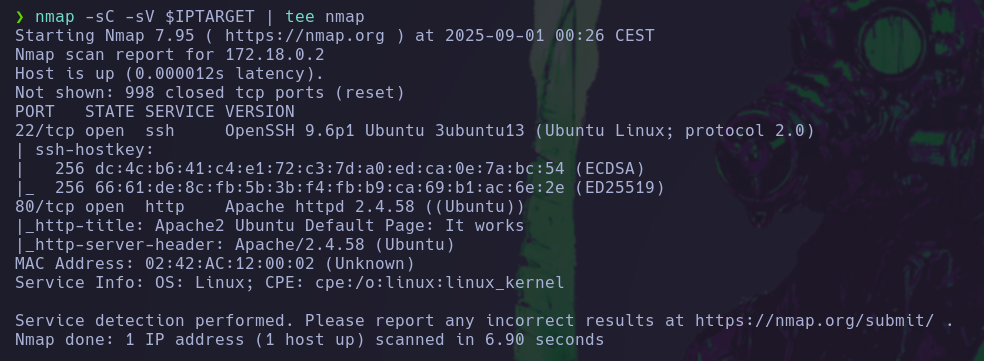 ❯ nmap -sC -sV $IPTARGET | tee nmap
Starting Nmap 7.95 ( https://nmap.org ) at 2025-09-01 00:26 CEST
Nmap scan report for 172.18.0.2
Host is up (0.000012s latency).
Not shown: 998 closed tcp ports (reset)
PORT   STATE SERVICE VERSION
22/tcp open  ssh     OpenSSH 9.6p1 Ubuntu 3ubuntu13 (Ubuntu Linux; protocol 2.0)
| ssh-hostkey:
|   256 dc:4c:b6:41:c4:e1:72:c3:7d:a0:ed:ca:0e:7a:bc:54 (ECDSA)
|_  256 66:61:de:8c:fb:5b:3b:f4:fb:b9:ca:69:b1:ac:6e:2e (ED25519)
80/tcp open  http    Apache httpd 2.4.58 ((Ubuntu))
|_http-title: Apache2 Ubuntu Default Page: It works
|_http-server-header: Apache/2.4.58 (Ubuntu)
MAC Address: 02:42:AC:12:00:02 (Unknown)
Service Info: OS: Linux; CPE: cpe:/o:linux:linux_kernel
Service detection performed. Please report any incorrect results at https://nmap.org/submit/ .
Nmap done: 1 IP address (1 host up) scanned in 6.90 seconds